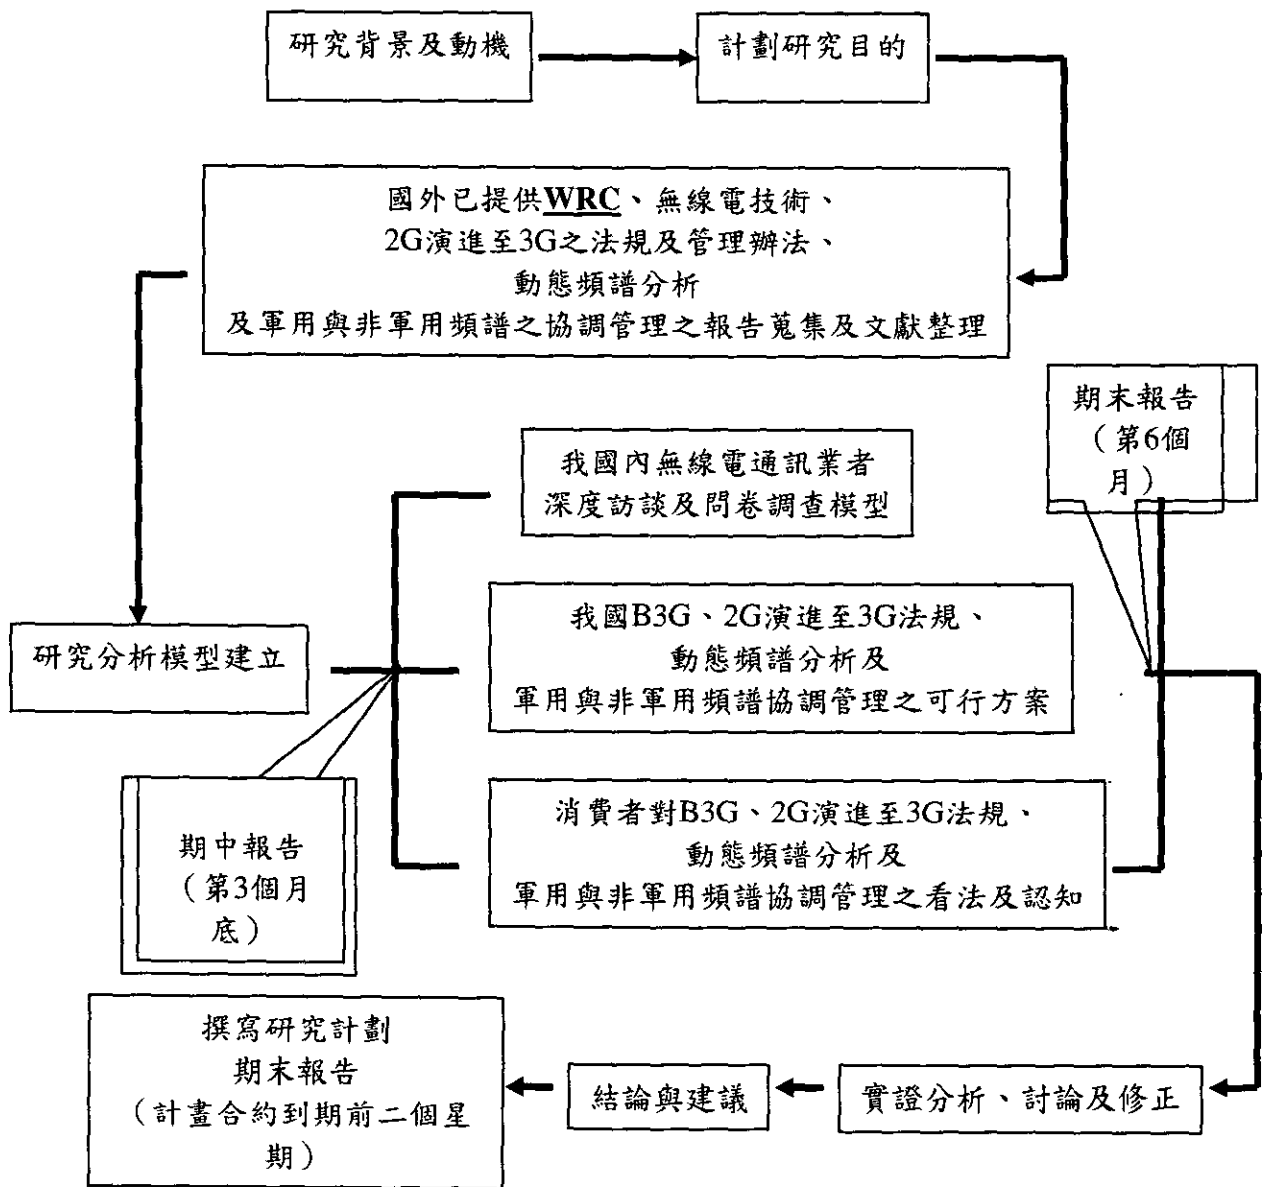 研究背景及動機
計劃研究目的
國外已提供WRC、無線電技術、
2G演進至3G之法規及管理辦法、
動態頻譜分析
及軍用與非軍用頻譜之協調管理之報告蒐集及文獻整理
期末報告
（第6個
月）
我國內無線電通訊業者
深度訪談及問卷調查模型
研究分析模型建立
我國B3G、2G演進至3G法規、
動態頻譜分析及
軍用與非軍用頻譜協調管理之可行方案
期中報告
（第3個月
底）
消費者對B3G、2G演進至3G法規、
動態頻譜分析及
軍用與非軍用頻譜協調管理之看法及認知
撰寫研究計劃
期末報告
（計畫合約到期前二個星
期）
結論與建議
實證分析、討論及修正